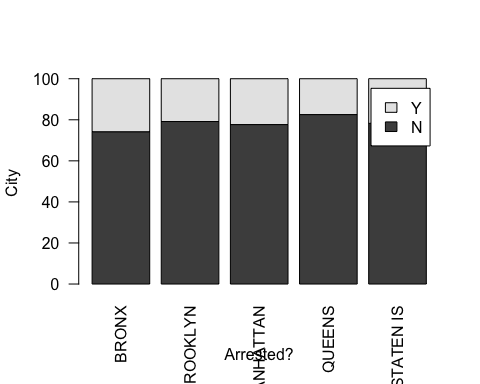 100
80
60
40
20
0
City
Y
N
BRONX
ROOKLYN
ANHATTAN
QUEENS
STATEN IS
Arrested?